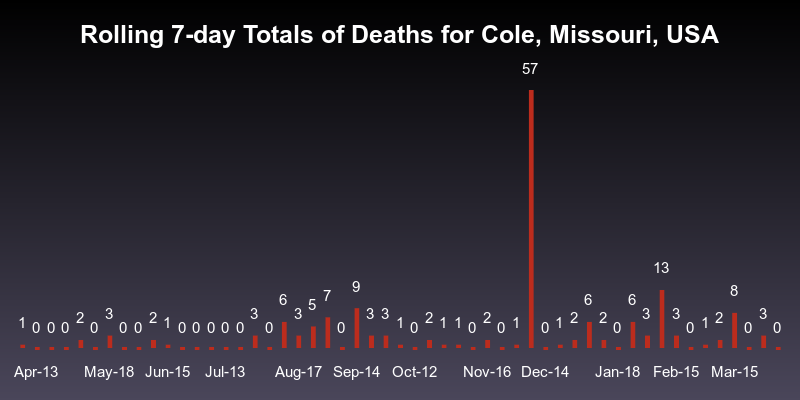 Rolling 7-day Totals of Deaths for Cole, Missouri, USA
1 0 0 0 2 0 3 0 0 2 1 0 0 0 0 0 3 0 6 3 5 7 0 9 3 3 1 0 2 1 1 0 2 0 1 57 0 1 2 6 2 0 6 3 13 3 0 1 2 8 0 3 0
Apr-13 May-18 Jun-15 Jul-13 Aug-17 Sep-14 Oct-12 Nov-16 Dec-14 Jan-18 Feb-15 Mar-15